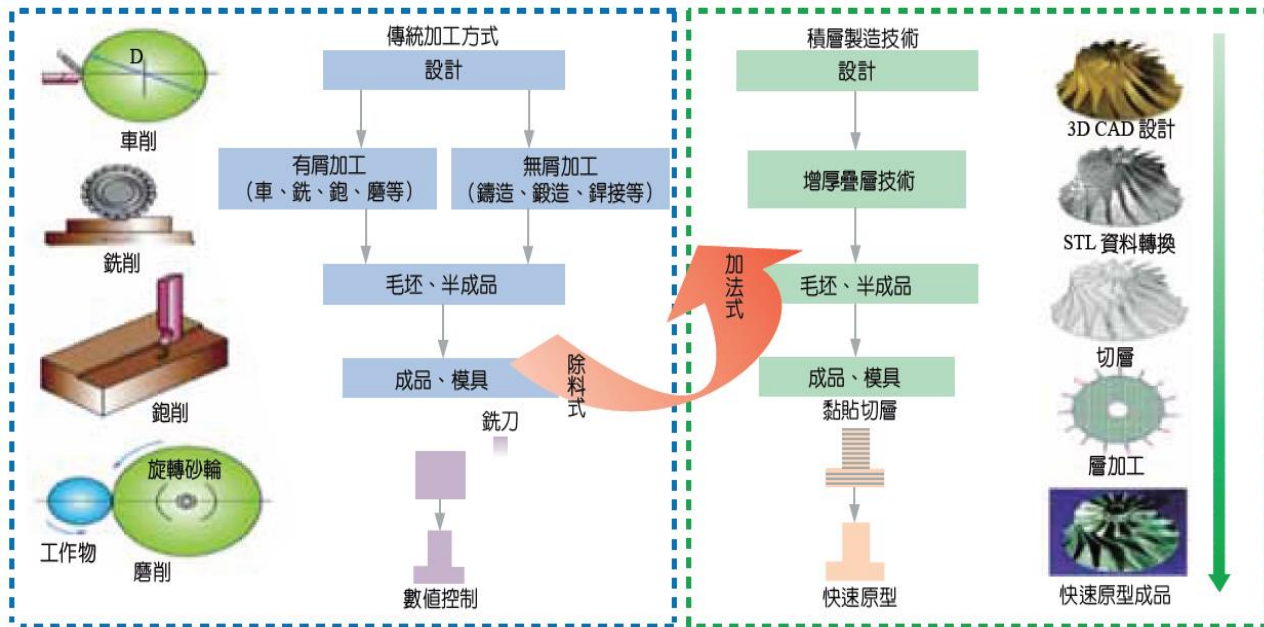 D
車削
銑削
鉋削
旋轉砂輪
工作物
磨削
傳統加工方式
設計
有屑加工
（車、銑、鉋、磨等）
無屑加工
（鑄造、鍛造、銲接等）
毛坯、半成品
成品、模具
銑刀
數值控制
除料式
加法式
積層製造技術
設計
增厚疊層技術
毛坯、半成品
成品、模具
黏貼切層
快速原型
3D CAD 設計
STL 資料轉換
切層
層加工
快速原型成品